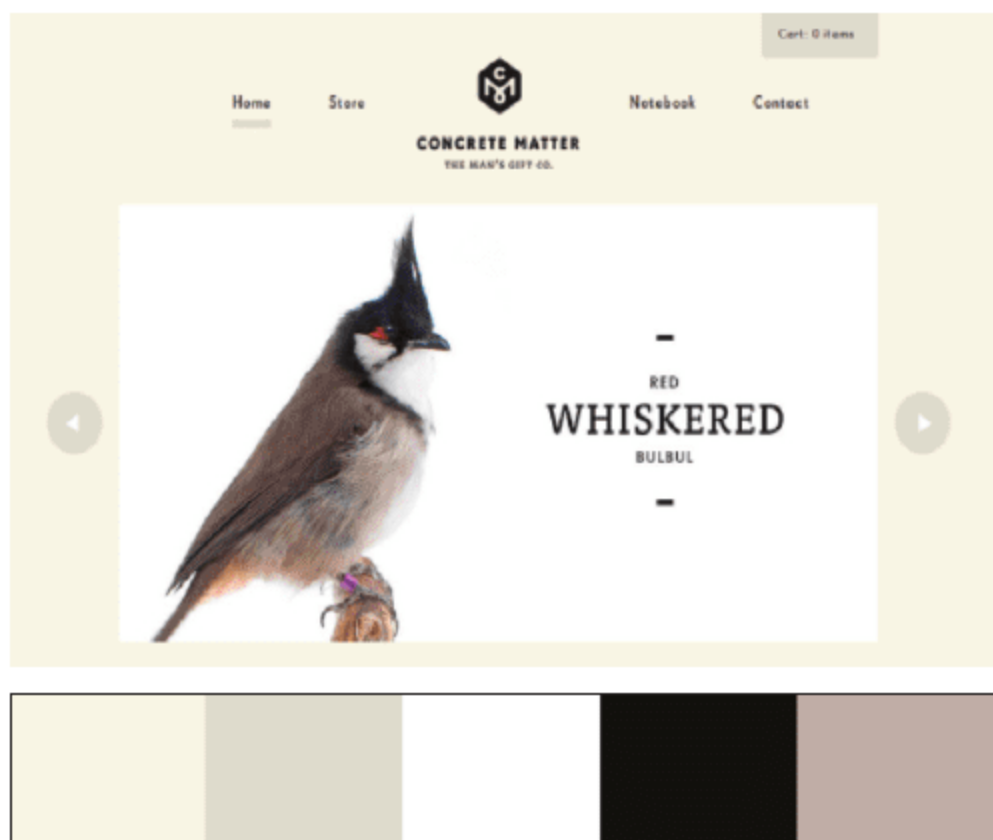 Cart: 0 items
Home Store Notebook Contact
CONCRETE MATTER
THE MAN'S GIFT CO.
RED
WHISKERED
BULBUL